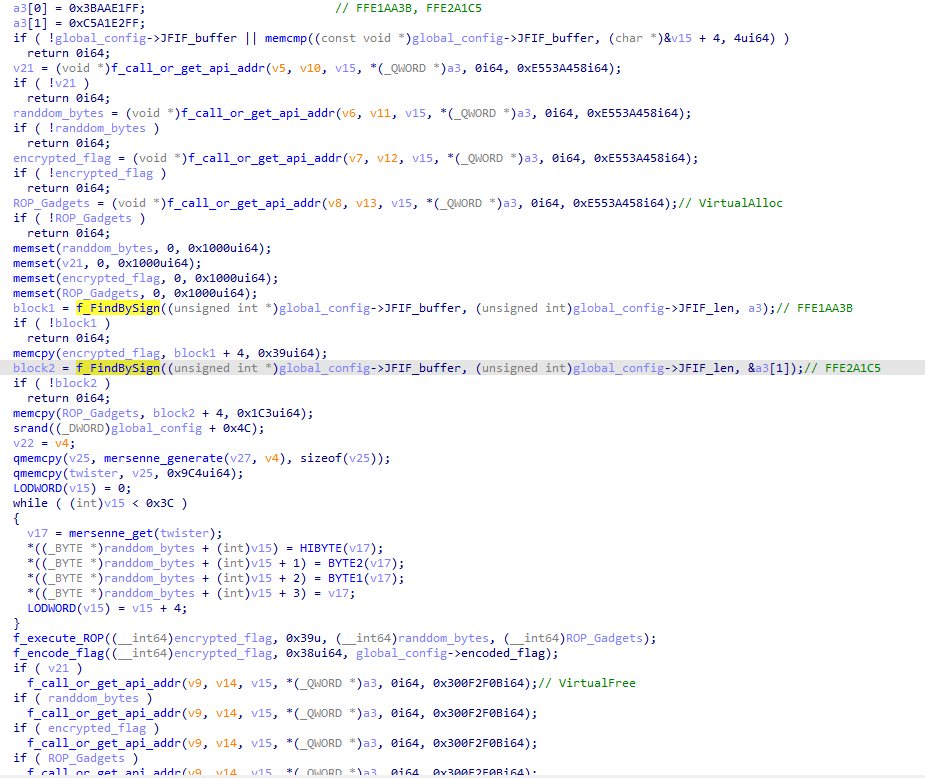 a3[0] = 0x3BAAE1FF; // FFE1AA3B, FFE2A1C5
a3[1] = 0xC5A1E2FF;
if ( !global_config->JFIF_buffer || memcmp((const void *)global_config->JFIF_buffer, (char *)&v15 + 4, 4ui64) )
return 0i64;
v21 = (void *)f_call_or_get_api_addr(v5, v10, v15, *(_QWORD *)a3, 0i64, 0xE553A458i64);
if ( !v21 )
return 0i64;
randdom_bytes = (void *)f_call_or_get_api_addr(v6, v11, v15, *(_QWORD *)a3, 0i64, 0xE553A458i64);
if ( !randdom_bytes )
return 0i64;
encrypted_flag = (void *)f_call_or_get_api_addr(v7, v12, v15, *(_QWORD *)a3, 0i64, 0xE553A458i64);
if ( !encrypted_flag )
return 0i64;
ROP_Gadgets = (void *)f_call_or_get_api_addr(v8, v13, v15, *(_QWORD *)a3, 0i64, 0xE553A458i64);// VirtualAlloc
if ( !ROP_Gadgets )
return 0i64;
memset(randdom_bytes, 0, 0x1000ui64);
memset(v21, 0, 0x1000ui64);
memset(encrypted_flag, 0, 0x1000ui64);
memset(ROP_Gadgets, 0, 0x1000ui64);
block1 = f_FindBySign((unsigned int *)global_config->JFIF_buffer, (unsigned int)global_config->JFIF_len, a3);// FFE1AA3B
if ( !block1 )
return 0i64;
memcpy(encrypted_flag, block1 + 4, 0x39ui64);
block2 = f_FindBySign((unsigned int *)global_config->JFIF_buffer, (unsigned int)global_config->JFIF_len, &a3[1]);// FFE2A1C5
if ( !block2 )
return 0i64;
memcpy(ROP_Gadgets, block2 + 4, 0x1C3ui64);
srand((_DWORD)global_config + 0x4C);
v22 = v4;
qmemcpy(v25, mersenne_generate(v27, v4), sizeof(v25));
qmemcpy(twister, v25, 0x9C4ui64);
LODWORD(v15) = 0;
while ( (int)v15 < 0x3C )
{
v17 = mersenne_get(twister);
*((_BYTE *)randdom_bytes + (int)v15) = HIBYTE(v17);
*((_BYTE *)randdom_bytes + (int)v15 + 1) = BYTE2(v17);
*((_BYTE *)randdom_bytes + (int)v15 + 2) = BYTE1(v17);
*((_BYTE *)randdom_bytes + (int)v15 + 3) = v17;
LODWORD(v15) = v15 + 4;
}
f_execute_ROP((__int64)encrypted_flag, 0x39u, (__int64)randdom_bytes, (__int64)ROP_Gadgets);
f_encode_flag((__int64)encrypted_flag, 0x38ui64, global_config->encoded_flag);
if ( v21 )
f_call_or_get_api_addr(v9, v14, v15, *(_QWORD *)a3, 0i64, 0x300F2F0Bi64);// VirtualFree
if ( randdom_bytes )
f_call_or_get_api_addr(v9, v14, v15, *(_QWORD *)a3, 0i64, 0x300F2F0Bi64);
if ( encrypted_flag )
f_call_or_get_api_addr(v9, v14, v15, *(_QWORD *)a3, 0i64, 0x300F2F0Bi64);
if ( ROP_Gadgets )
f_call_or_get_api_addr(v9, v14, v15, *(_QWORD *)a3, 0i64, 0x300F2F0Bi64);